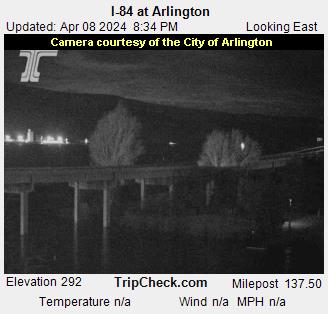 I-84 at Arlington
Updated: Apr 08 2024 8:34 PM Looking East
Camera courtesy of the City of Arlington
Elevation 292 TripCheck.com Milepost 137.50
Temperature n/a Wind n/a MPH n/a